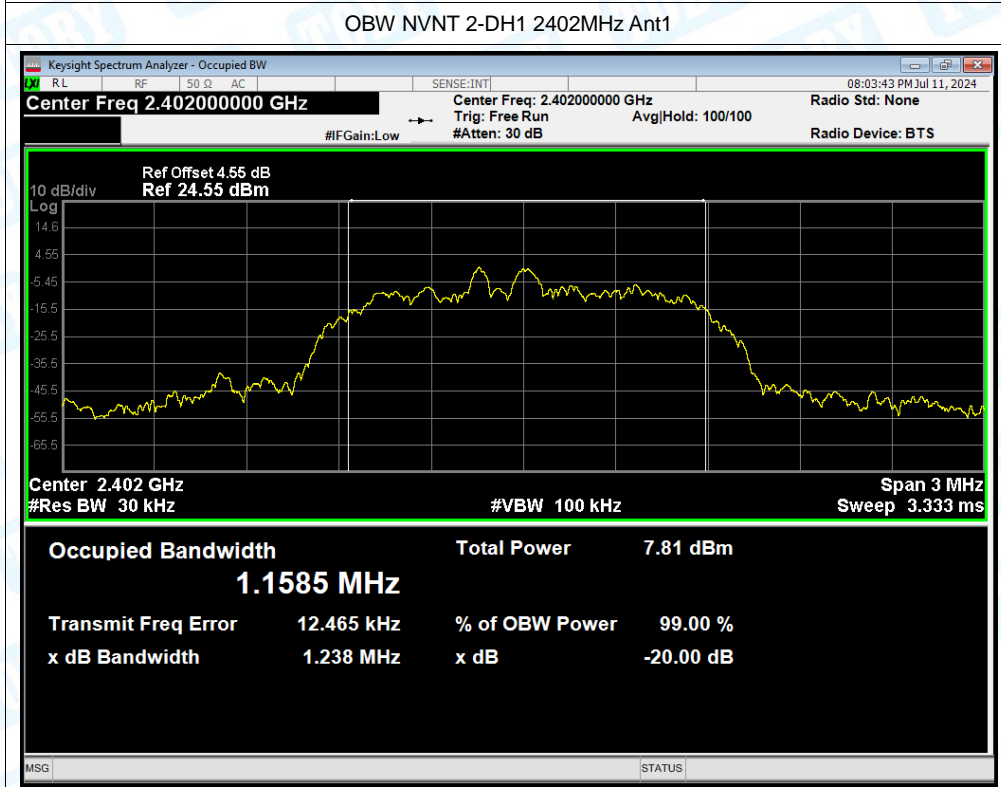 OBW NVNT 2-DH1 2402MHz Ant1
Keysight Spectrum Analyzer - Occupied BW
LXI RL RF 50 Ω AC SENSE:INT 08:03:43 PM Jul 11, 2024
Center Freq 2.402000000 GHz Center Freq: 2.402000000 GHz Radio Std: None
Trig: Free Run Avg|Hold: 100/100
#IFGain:Low #Atten: 30 dB Radio Device: BTS
Ref Offset 4.55 dB
10 dB/div Ref 24.55 dBm
Log
14.6
4.55
-5.45
-15.5
-25.5
-35.5
-45.5
-55.5
-65.5
Center 2.402 GHz Span 3 MHz
#Res BW 30 kHz #VBW 100 kHz Sweep 3.333 ms
Occupied Bandwidth Total Power 7.81 dBm
1.1585 MHz
Transmit Freq Error 12.465 kHz % of OBW Power 99.00 %
x dB Bandwidth 1.238 MHz x dB -20.00 dB
MSG STATUS